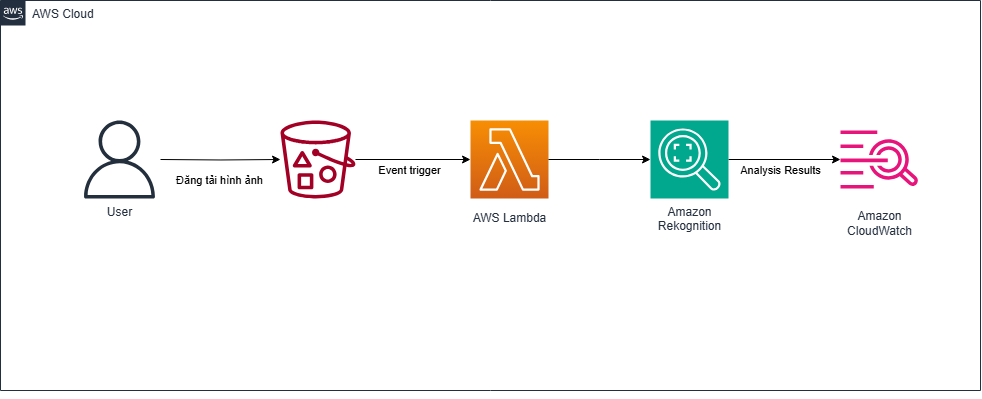 aws
AWS Cloud
Đăng tải hình ảnh
Event trigger
Analysis Results
User
AWS Lambda
Amazon
Rekognition
Amazon
CloudWatch